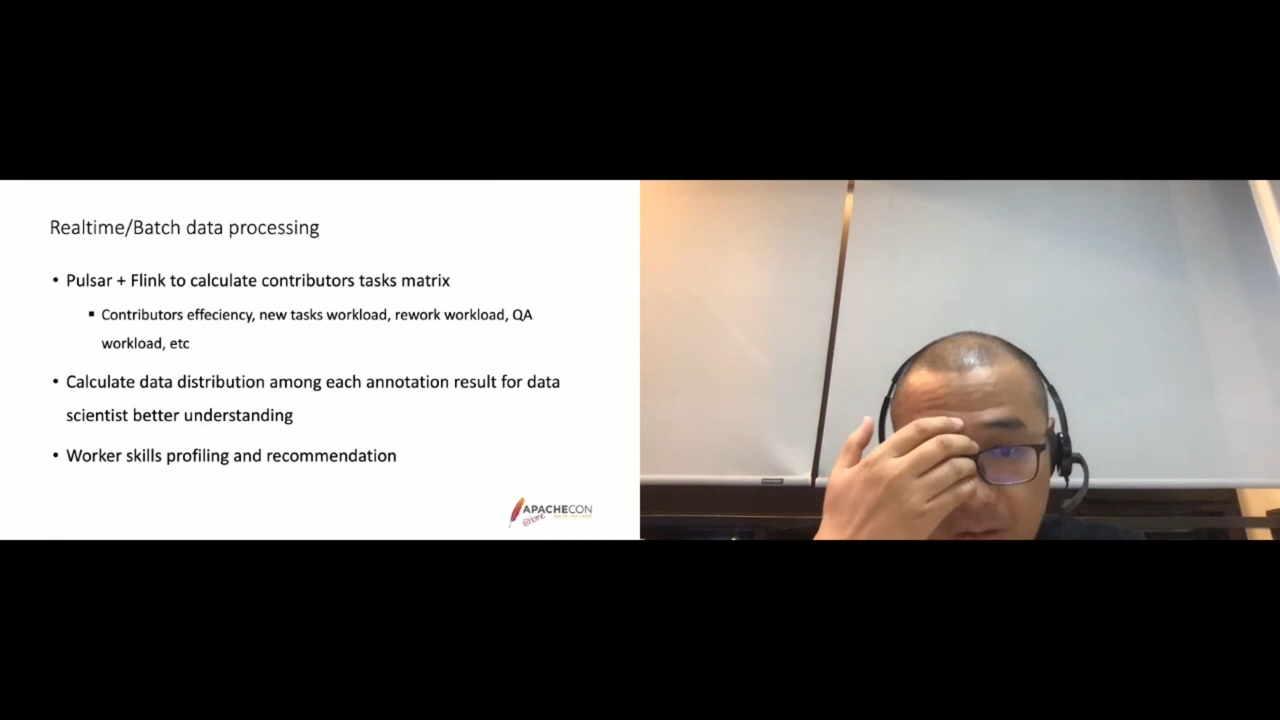 Realtime/Batch data processing
• Pulsar + Flink to calculate contributors tasks matrix
▪ Contributors effeciency, new tasks workload, rework workload, QA
workload, etc
• Calculate data distribution among each annotation result for data
scientist better understanding
• Worker skills profiling and recommendation
APACHECON
@Home